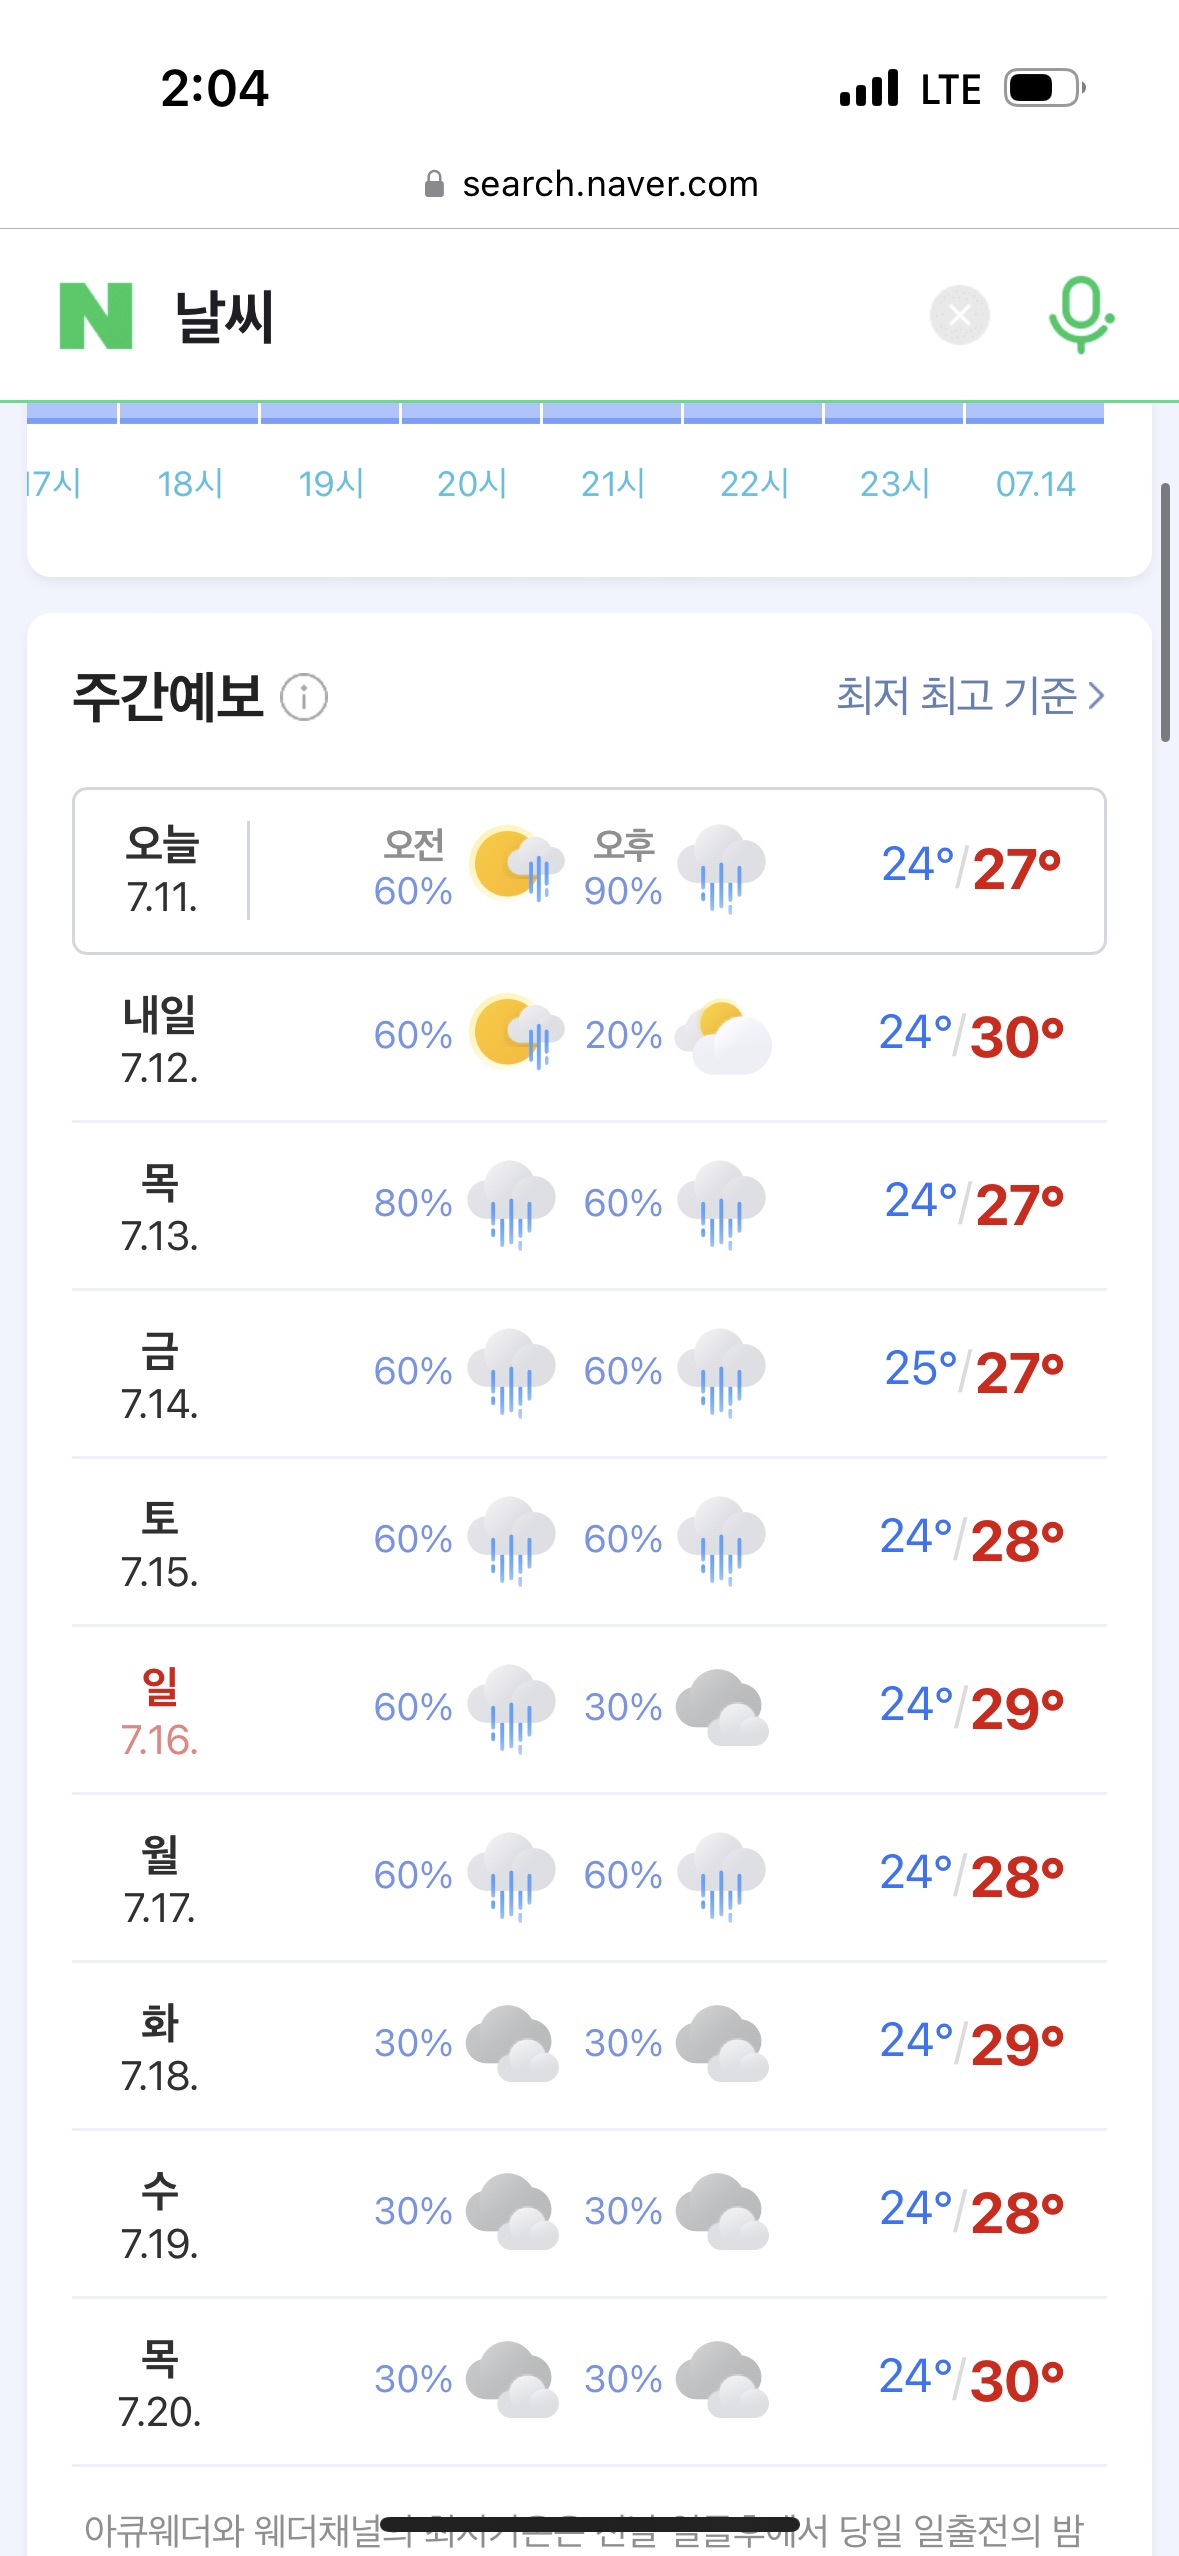 2:04 LTE
search.naver.com
N 날씨
17시 18시 19시 20시 21시 22시 23시 07.14
주간예보 최저 최고 기준
오늘 7.11. 오전 60% 오후 90% 24°/27°
내일 7.12. 60% 20% 24°/30°
목 7.13. 80% 60% 24°/27°
금 7.14. 60% 60% 25°/27°
토 7.15. 60% 60% 24°/28°
일 7.16. 60% 30% 24°/29°
월 7.17. 60% 60% 24°/28°
화 7.18. 30% 30% 24°/29°
수 7.19. 30% 30% 24°/28°
목 7.20. 30% 30% 24°/30°
아큐웨더와 웨더채널의 당일 일출전의 밤